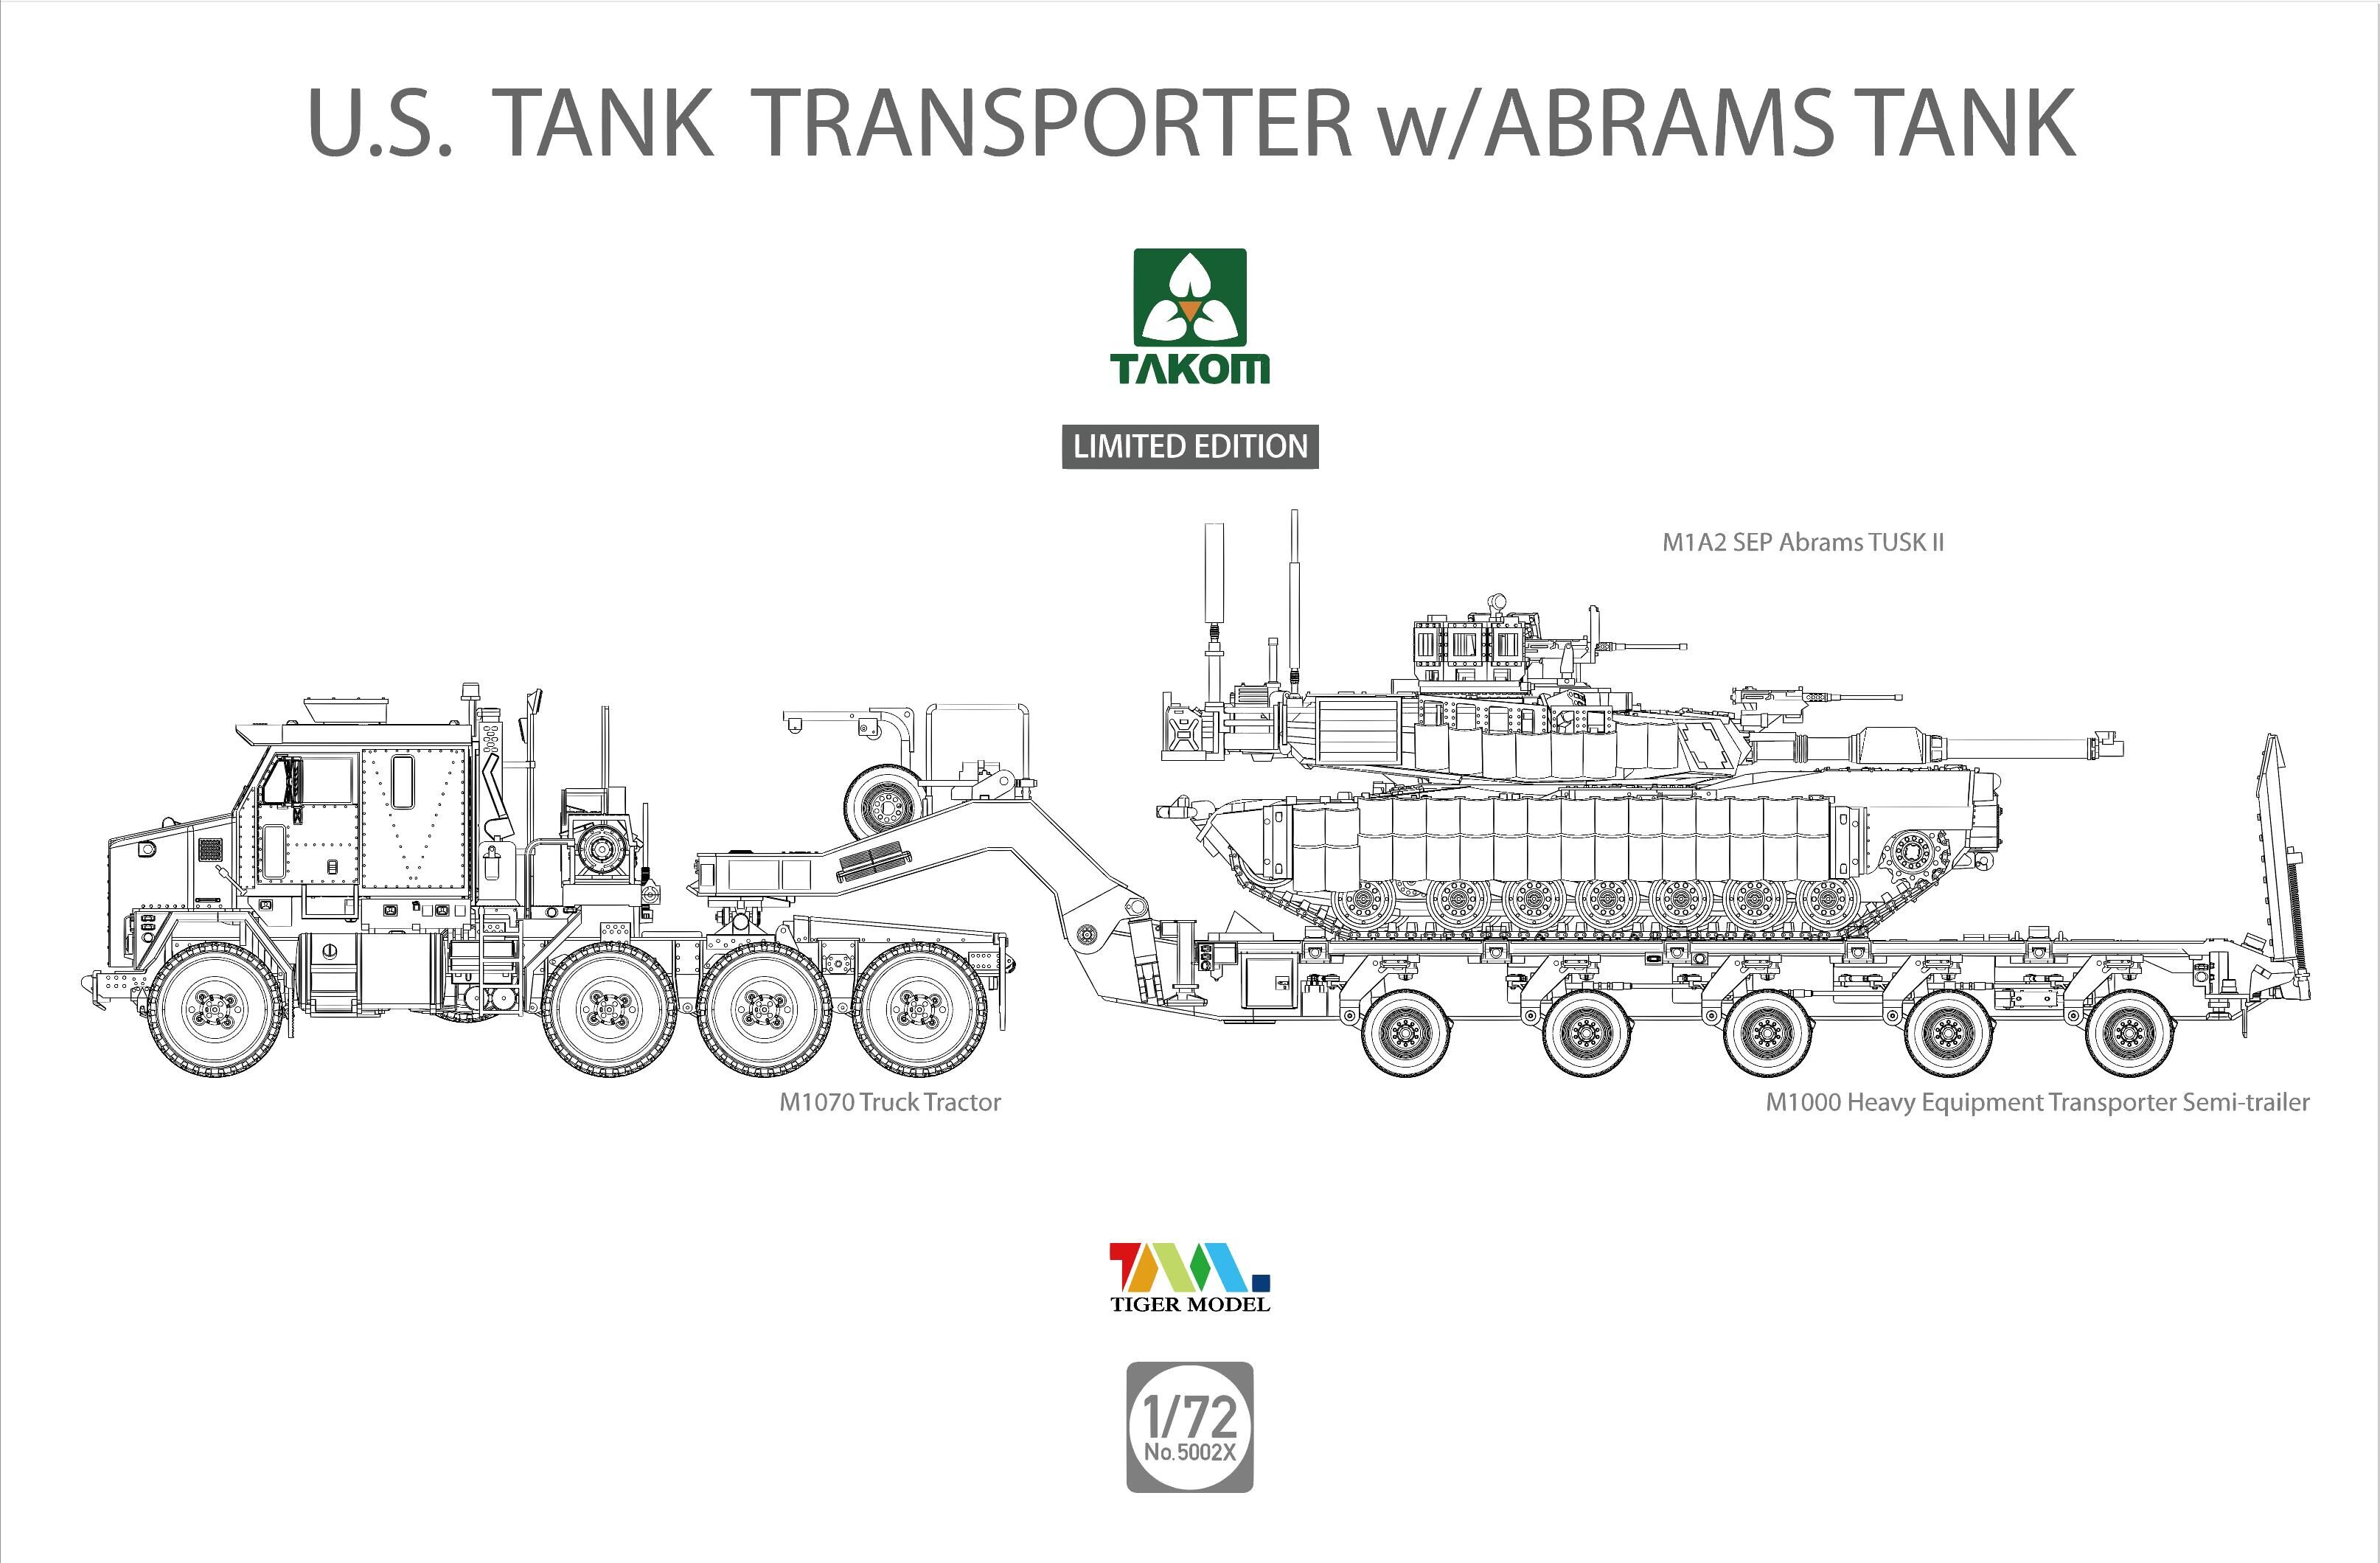 U.S. TANK TRANSPORTER w/ABRAMS TANK
TAKOM
LIMITED EDITION
M1A2 SEP Abrams TUSK II
M1070 Truck Tractor
M1000 Heavy Equipment Transporter Semi-trailer
TIGER MODEL
1/72
No.5002X